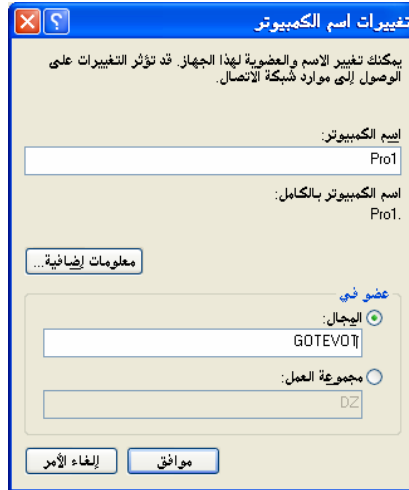 تغييرات اسم الكمبيوتر
يمكنك تغيير الاسم والعضوية لهذا الجهاز. قد تؤثر التغييرات على
الوصول إلى موارد شبكة الاتصال.
اسم الكمبيوتر:
Pro1
اسم الكمبيوتر بالكامل:
Pro1.
معلومات إضافية...
عضو في
المجال:
GOTEVOT
مجموعة العمل:
DZ
موافق
إلغاء الأمر